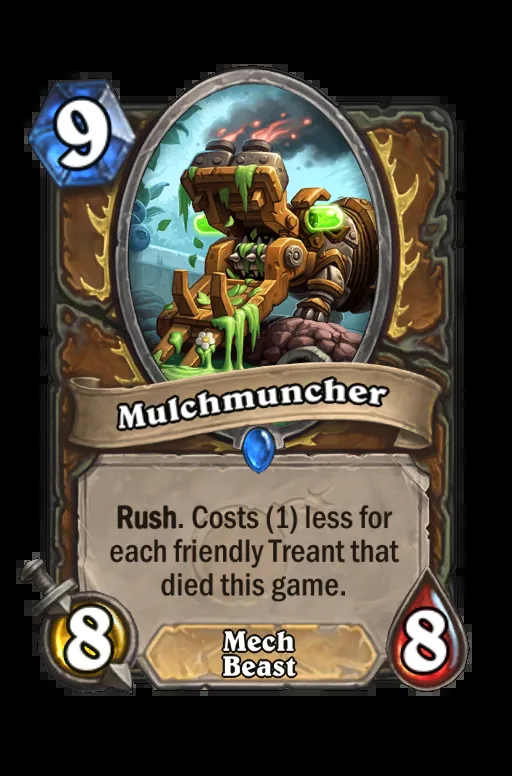 9
Mulchmuncher
Rush. Costs (1) less for
each friendly Treant that
died this game.
8
Mech
Beast
8